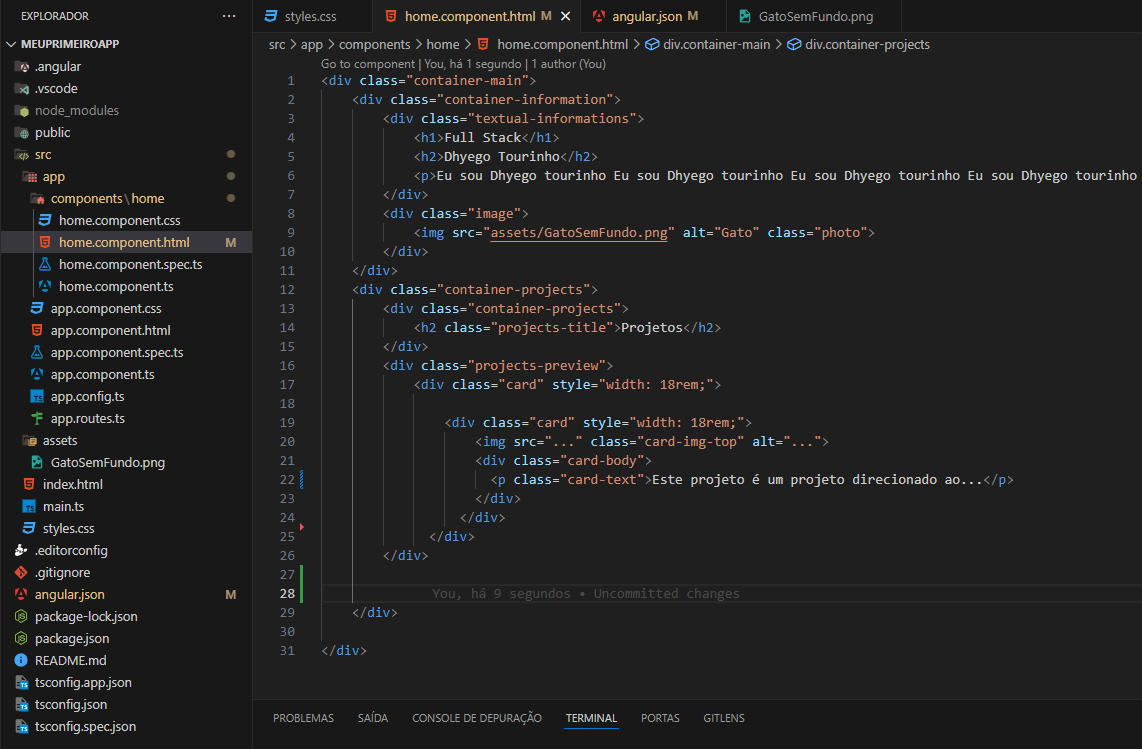 EXPLORADOR ···
MEUPRIMEIROAPP
.angular
.vscode
node_modules
public
src
app
components\home
home.component.css
home.component.html M
home.component.spec.ts
home.component.ts
app.component.css
app.component.html
app.component.spec.ts
app.component.ts
app.config.ts
app.routes.ts
assets
GatoSemFundo.png
index.html
main.ts
styles.css
.editorconfig
.gitignore
angular.json M
package-lock.json
package.json
README.md
tsconfig.app.json
tsconfig.json
tsconfig.spec.json
styles.css home.component.html M angular.json M GatoSemFundo.png
src > app > components > home > home.component.html > div.container-main > div.container-projects
Go to component | You, há 1 segundo | 1 author (You)
1 <div class="container-main">
2 <div class="container-information">
3 <div class="textual-informations">
4 <h1>Full Stack</h1>
5 <h2>Dhyego Tourinho</h2>
6 <p>Eu sou Dhyego tourinho Eu sou Dhyego tourinho Eu sou Dhyego tourinho Eu sou Dhyego tourinho
7 </div>
8 <div class="image">
9 <img src="assets/GatoSemFundo.png" alt="Gato" class="photo">
10 </div>
11 </div>
12 <div class="container-projects">
13 <div class="container-projects">
14 <h2 class="projects-title">Projetos</h2>
15 </div>
16 <div class="projects-preview">
17 <div class="card" style="width: 18rem;">
18
19 <div class="card" style="width: 18rem;">
20 <img src="..." class="card-img-top" alt="...">
21 <div class="card-body">
22 <p class="card-text">Este projeto é um projeto direcionado ao...</p>
23 </div>
24 </div>
25 </div>
26 </div>
27
28 You, há 9 segundos • Uncommitted changes
29 </div>
30
31 </div>
PROBLEMAS SAÍDA CONSOLE DE DEPURAÇÃO TERMINAL PORTAS GITLENS